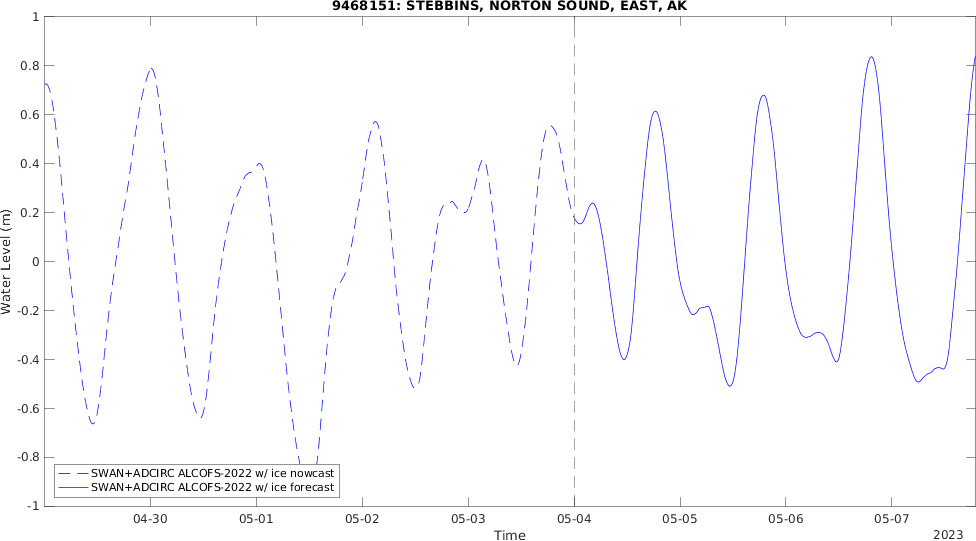 9468151: STEBBINS, NORTON SOUND, EAST, AK
Water Level (m)
1
0.8
0.6
0.4
0.2
0
-0.2
-0.4
-0.6
-0.8
-1
SWAN+ADCIRC ALCOFS-2022 w/ ice nowcast
SWAN+ADCIRC ALCOFS-2022 w/ ice forecast
04-30 05-01 05-02 05-03 05-04 05-05 05-06 05-07
Time
2023